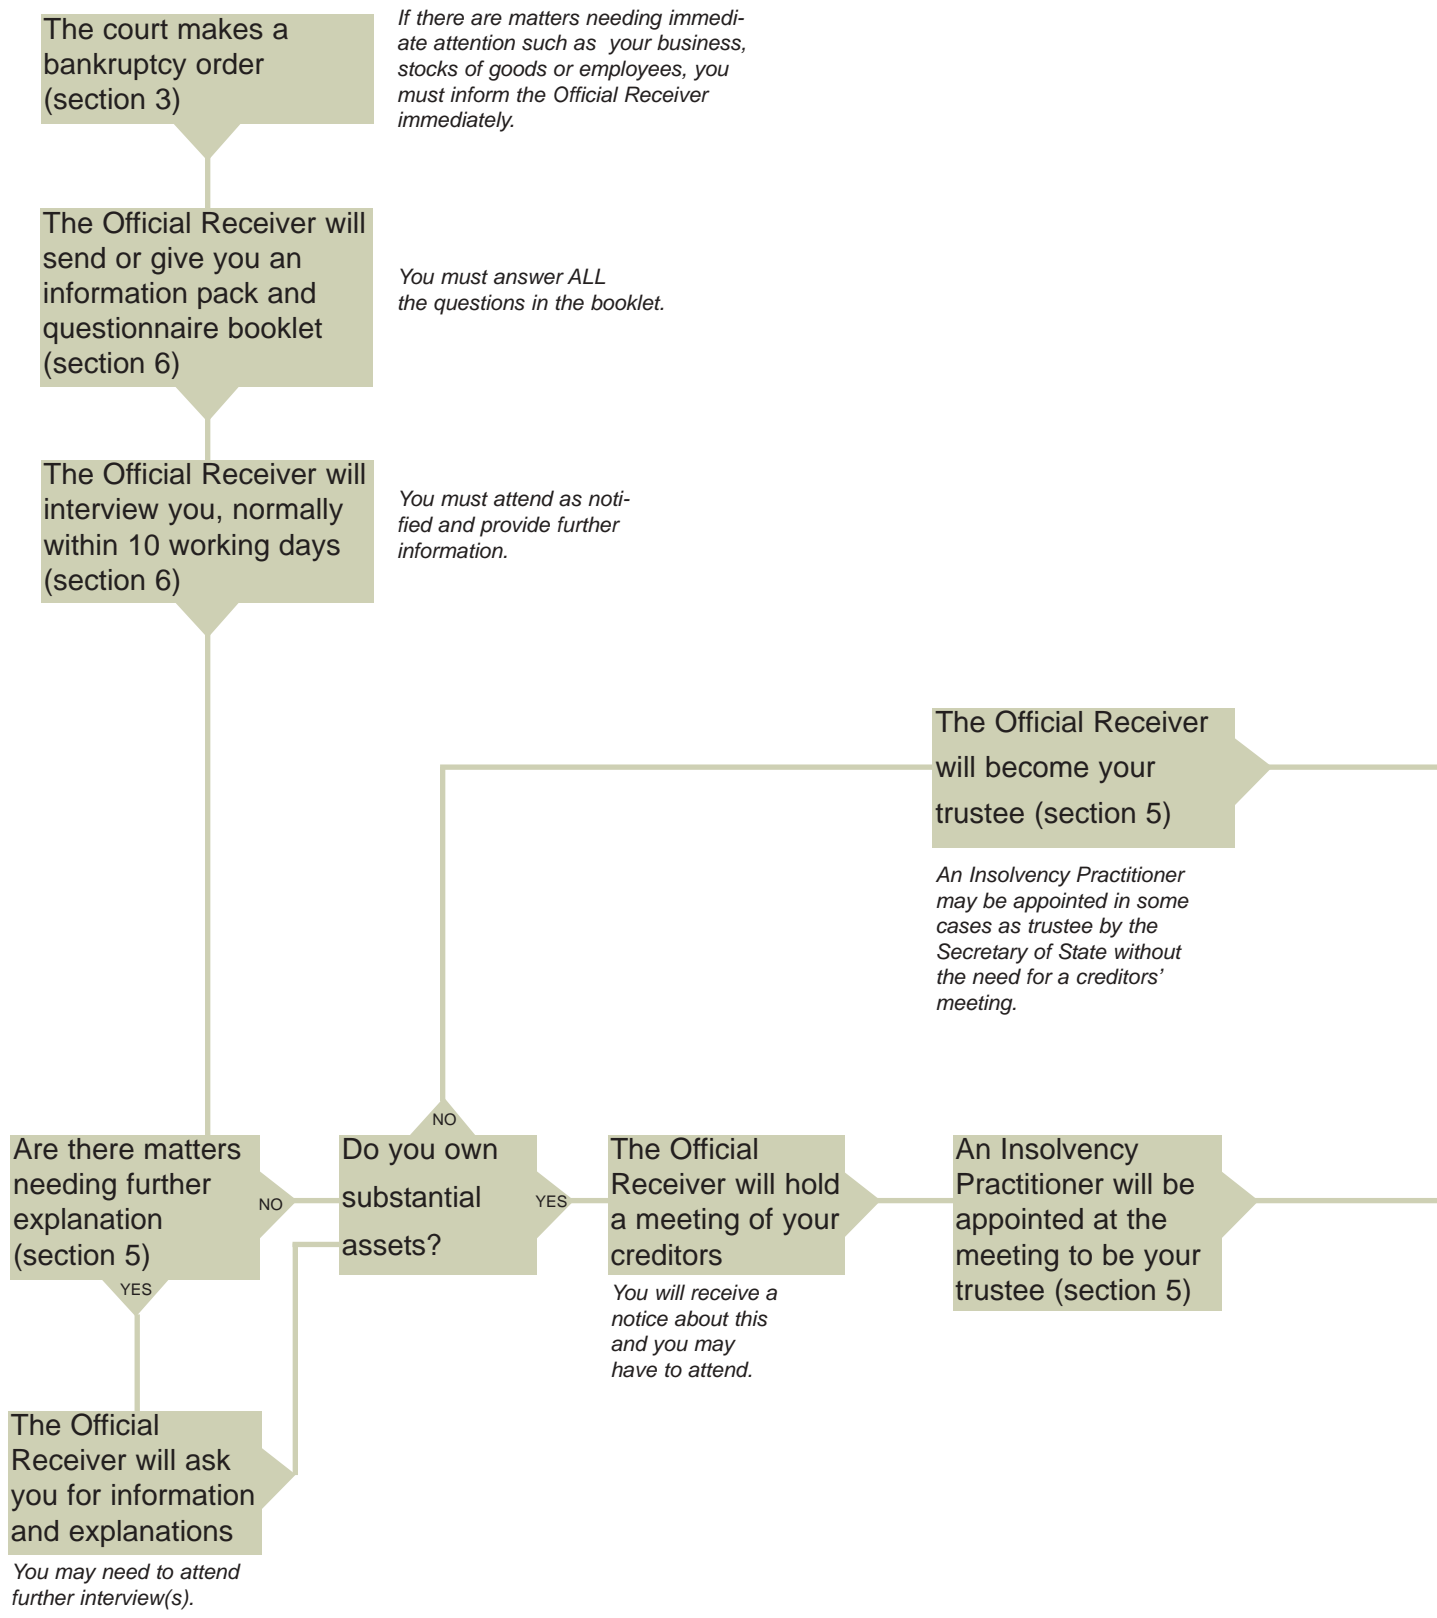 The court makes a
bankruptcy order
(section 3)
If there are matters needing immedi-
ate attention such as  your business,
stocks of goods or employees, you
must inform the Official Receiver
immediately.
The Official Receiver will
send or give you an
information pack and
questionnaire booklet
(section 6)
You must answer ALL
the questions in the booklet.
The Official Receiver will
interview you, normally
within 10 working days
(section 6)
You must attend as noti-
fied and provide further
information.
The Official Receiver
will become your
trustee (section 5)
An Insolvency Practitioner
may be appointed in some
cases as trustee by the
Secretary of State without
the need for a creditors’
meeting.
Are there matters
needing further
explanation
(section 5)
NO
YES
NO
Do you own
substantial
assets?
YES
The Official
Receiver will hold
a meeting of your
creditors
You will receive a
notice about this
and you may
have to attend.
An Insolvency
Practitioner will be
appointed at the
meeting to be your
trustee (section 5)
The Official
Receiver will ask
you for information
and explanations
You may need to attend
further interview(s).